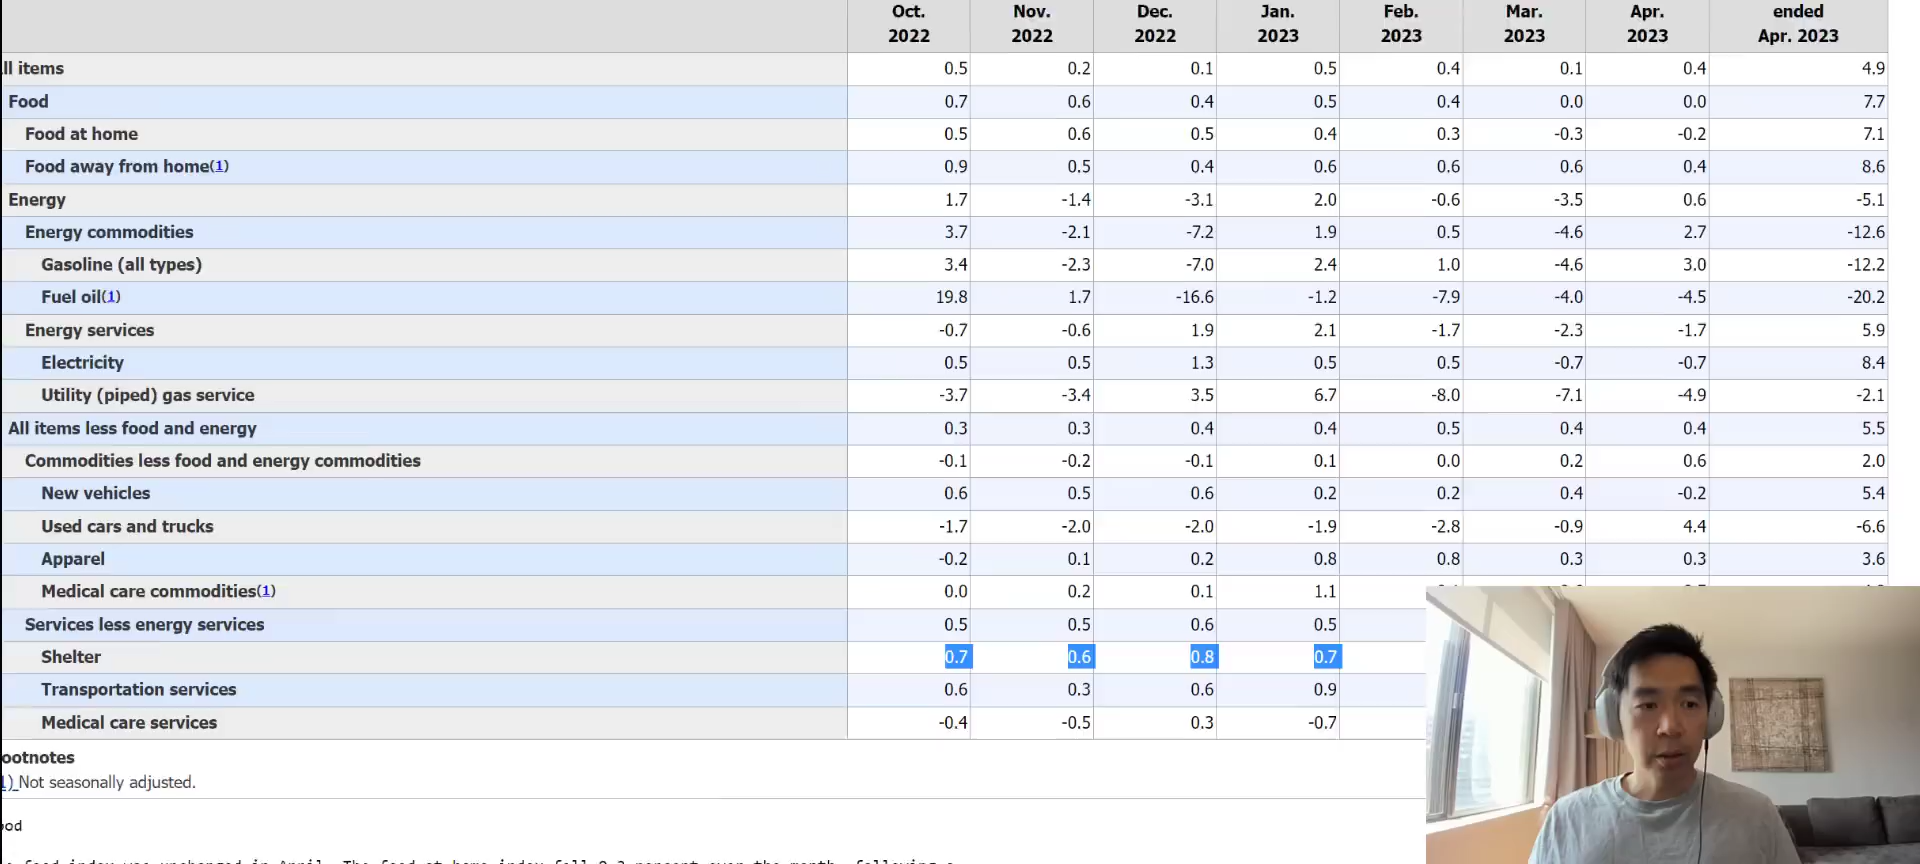 Oct. Nov. Dec. Jan. Feb. Mar. Apr. ended
2022 2022 2022 2023 2023 2023 2023 Apr. 2023
ll items 0.5 0.2 0.1 0.5 0.4 0.1 0.4 4.9
Food 0.7 0.6 0.4 0.5 0.4 0.0 0.0 7.7
Food at home 0.5 0.6 0.5 0.4 0.3 -0.3 -0.2 7.1
Food away from home(1) 0.9 0.5 0.4 0.6 0.6 0.6 0.4 8.6
Energy 1.7 -1.4 -3.1 2.0 -0.6 -3.5 0.6 -5.1
Energy commodities 3.7 -2.1 -7.2 1.9 0.5 -4.6 2.7 -12.6
Gasoline (all types) 3.4 -2.3 -7.0 2.4 1.0 -4.6 3.0 -12.2
Fuel oil(1) 19.8 1.7 -16.6 -1.2 -7.9 -4.0 -4.5 -20.2
Energy services -0.7 -0.6 1.9 2.1 -1.7 -2.3 -1.7 5.9
Electricity 0.5 0.5 1.3 0.5 0.5 -0.7 -0.7 8.4
Utility (piped) gas service -3.7 -3.4 3.5 6.7 -8.0 -7.1 -4.9 -2.1
All items less food and energy 0.3 0.3 0.4 0.4 0.5 0.4 0.4 5.5
Commodities less food and energy commodities -0.1 -0.2 -0.1 0.1 0.0 0.2 0.6 2.0
New vehicles 0.6 0.5 0.6 0.2 0.2 0.4 -0.2 5.4
Used cars and trucks -1.7 -2.0 -2.0 -1.9 -2.8 -0.9 4.4 -6.6
Apparel -0.2 0.1 0.2 0.8 0.8 0.3 0.3 3.6
Medical care commodities(1) 0.0 0.2 0.1 1.1
Services less energy services 0.5 0.5 0.6 0.5
Shelter 0.7 0.6 0.8 0.7
Transportation services 0.6 0.3 0.6 0.9
Medical care services -0.4 -0.5 0.3 -0.7
ootnotes
1) Not seasonally adjusted.
ood